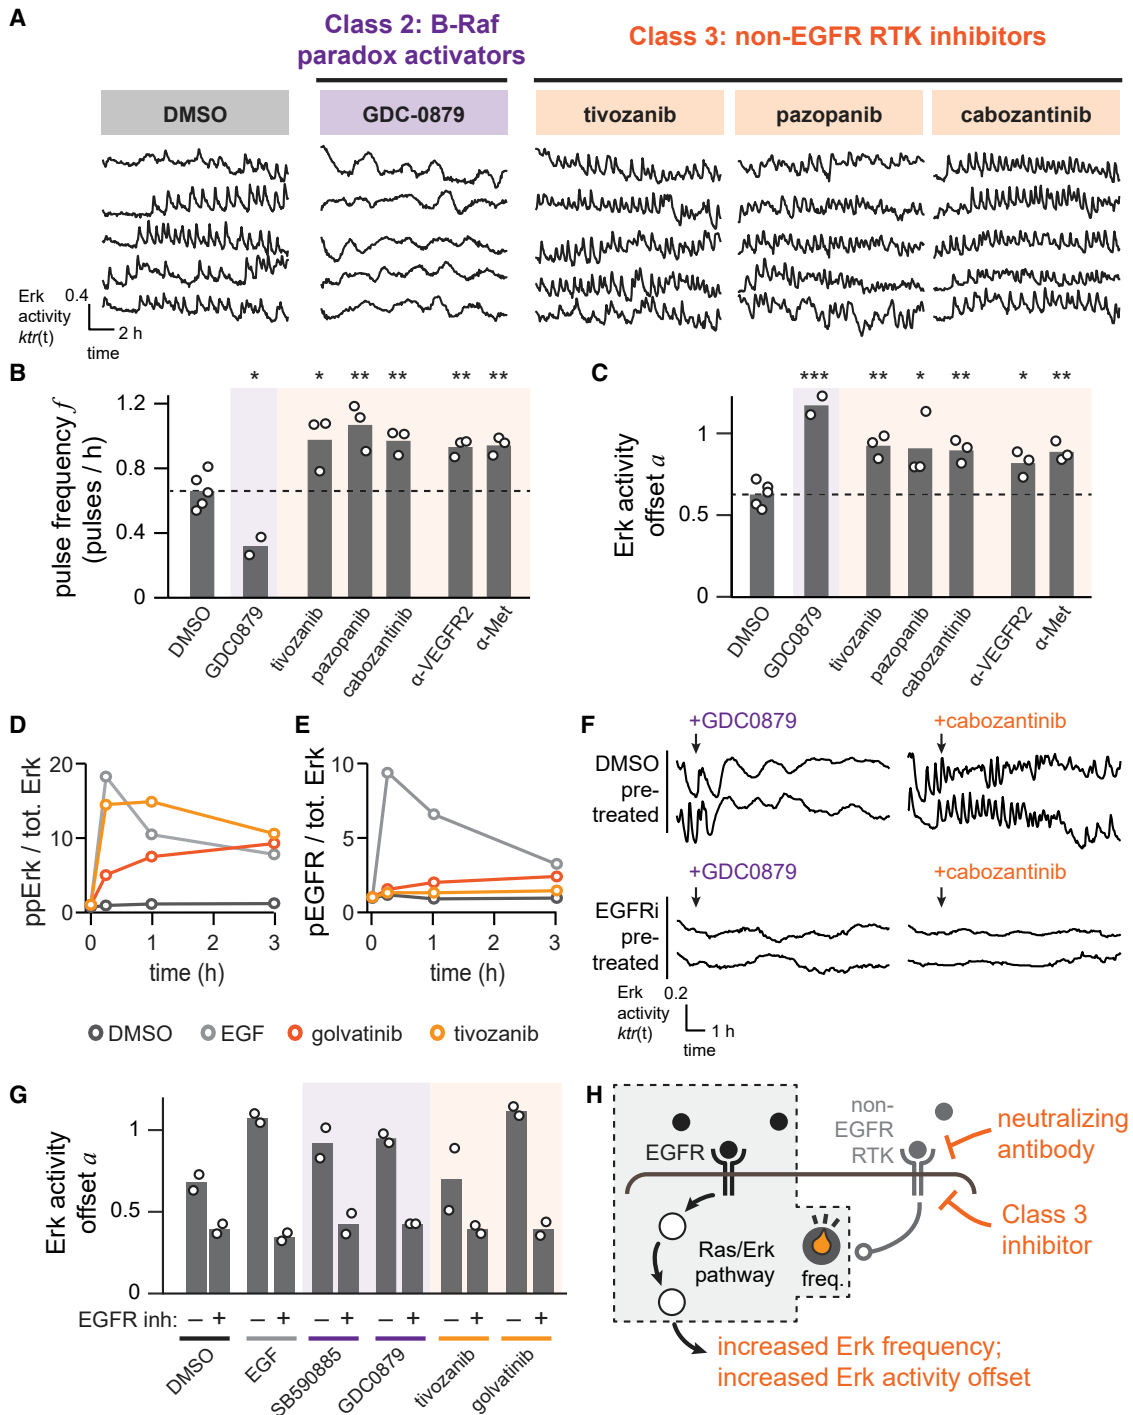 A
Class 2: B-Raf
paradox activators
Class 3: non-EGFR RTK inhibitors
DMSO
GDC-0879
tivozanib
pazopanib
cabozantinib
Erk
activity
ktr(t)
0.4
2 h
time
B
pulse frequency f
(pulses / h)
1.2
0.8
0.4
0
* * ** ** ** **
DMSO
GDC0879
tivozanib
pazopanib
cabozantinib
α-VEGFR2
α-Met
C
Erk activity
offset a
1
0.5
0
*** ** * ** * **
DMSO
GDC0879
tivozanib
pazopanib
cabozantinib
α-VEGFR2
α-Met
D
ppErk / tot. Erk
20
10
0
0 1 3
time (h)
E
pEGFR / tot. Erk
10
5
0
0 1 3
time (h)
DMSO
EGF
golvatinib
tivozanib
F
+GDC0879
+cabozantinib
DMSO
pre-
treated
+GDC0879
+cabozantinib
EGFRi
pre-
treated
Erk
activity
ktr(t)
0.2
1 h
time
G
Erk activity
offset a
1
0.5
0
EGFR inh: – + – + – + – + – + – +
DMSO
EGF
SB590885
GDC0879
tivozanib
golvatinib
H
EGFR
non-
EGFR
RTK
neutralizing
antibody
Class 3
inhibitor
Ras/Erk
pathway
freq.
increased Erk frequency;
increased Erk activity offset